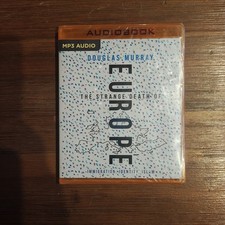 AUDIOBOOK
MP3 AUDIO
DOUGLAS MURRAY
THE STRANGE DEATH OF
EUROPE
IMMIGRATION · IDENTITY · ISLAM